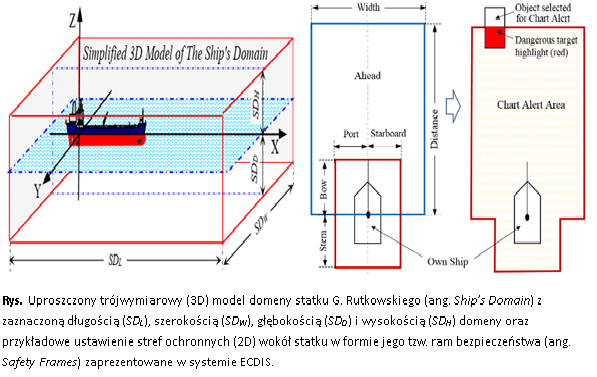 Z
Simplified 3D Model of The Ship's Domain
SD_H
X
Y
SD_D
SD_W
SD_L
Width
Ahead
Distance
Port
Starboard
Bow
Stern
Own Ship
Object selected
for Chart Alert
Dangerous target
highlight (red)
Chart Alert Area
Rys. Uproszczony trójwymiarowy (3D) model domeny statku G. Rutkowskiego (ang. Ship's Domain) z
zaznaczoną długością (SD_L), szerokością (SD_W), głębokością (SD_D) i wysokością (SD_H) domeny oraz
przykładowe ustawienie stref ochronnych (2D) wokół statku w formie jego tzw. ram bezpieczeństwa (ang.
Safety Frames) zaprezentowane w systemie ECDIS.